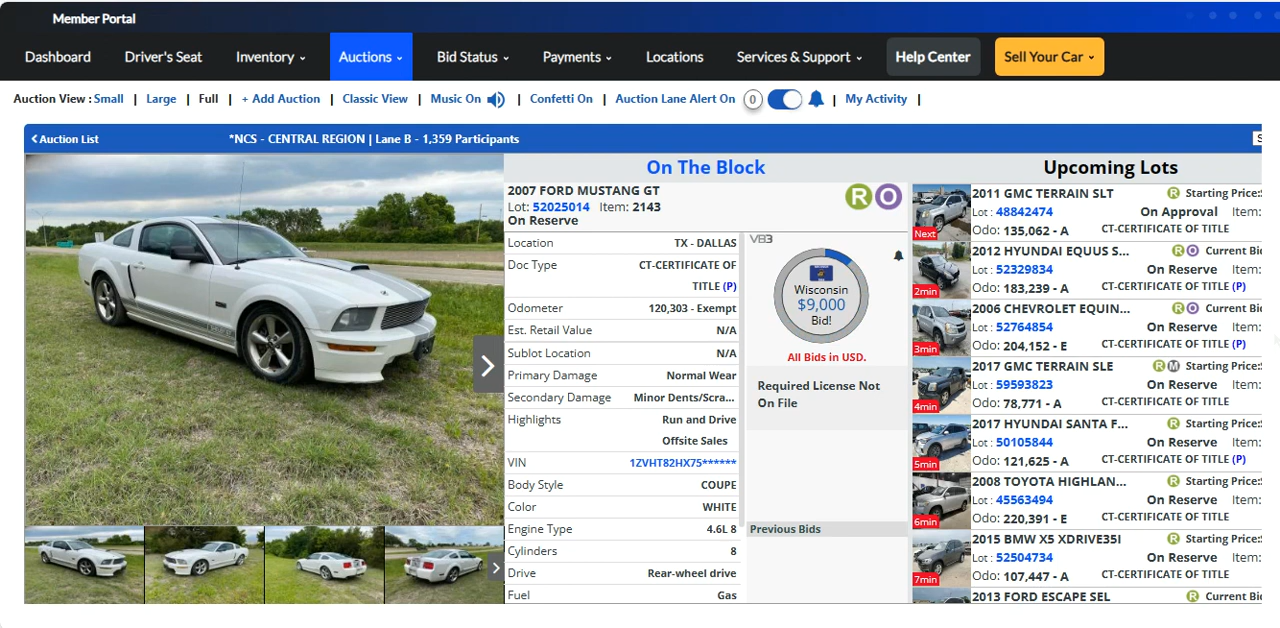 Member Portal
Dashboard Driver's Seat Inventory Auctions Bid Status Payments Locations Services & Support Help Center Sell Your Car
Auction View : Small | Large | Full | + Add Auction | Classic View | Music On | Confetti On | Auction Lane Alert On 0 | My Activity |
Auction List *NCS - CENTRAL REGION | Lane B - 1,359 Participants S
On The Block
2007 FORD MUSTANG GT R O
Lot: 52025014 Item: 2143
On Reserve
Location TX - DALLAS
Doc Type CT-CERTIFICATE OF
TITLE (P)
Odometer 120,303 - Exempt
Est. Retail Value N/A
Sublot Location N/A
Primary Damage Normal Wear
Secondary Damage Minor Dents/Scra...
Highlights Run and Drive
Offsite Sales
VIN 1ZVHT82HX75******
Body Style COUPE
Color WHITE
Engine Type 4.6L 8
Cylinders 8
Drive Rear-wheel drive
Fuel Gas
VB3
Wisconsin
$9,000
Bid!
All Bids in USD.
Required License Not
On File
Previous Bids
Upcoming Lots
2011 GMC TERRAIN SLT R Starting Price:
Lot : 48842474 On Approval Item:
Next Odo: 135,062 - A CT-CERTIFICATE OF TITLE
2012 HYUNDAI EQUUS S... R O Current Bi
Lot : 52329834 On Reserve Item:
2min Odo: 183,239 - A CT-CERTIFICATE OF TITLE (P)
2006 CHEVROLET EQUIN... R O Current Bi
Lot : 52764854 On Reserve Item:
3min Odo: 204,152 - E CT-CERTIFICATE OF TITLE (P)
2017 GMC TERRAIN SLE R M Starting Price:
Lot : 59593823 On Reserve Item:
4min Odo: 78,771 - A CT-CERTIFICATE OF TITLE
2017 HYUNDAI SANTA F... R Starting Price:
Lot : 50105844 On Reserve Item:
5min Odo: 121,625 - A CT-CERTIFICATE OF TITLE (P)
2008 TOYOTA HIGHLAN... R Starting Price:
Lot : 45563494 On Reserve Item:
6min Odo: 220,391 - E CT-CERTIFICATE OF TITLE
2015 BMW X5 XDRIVE35I R Starting Price:
Lot : 52504734 On Reserve Item:
7min Odo: 107,447 - A CT-CERTIFICATE OF TITLE
2013 FORD ESCAPE SEL R Current Bi